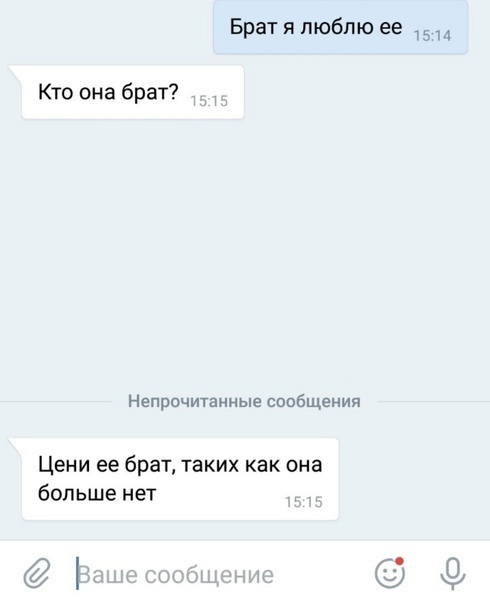 Брат я люблю ее 15:14
Кто она брат? 15:15
Непрочитанные сообщения
Цени ее брат, таких как она
больше нет 15:15
Ваше сообщение